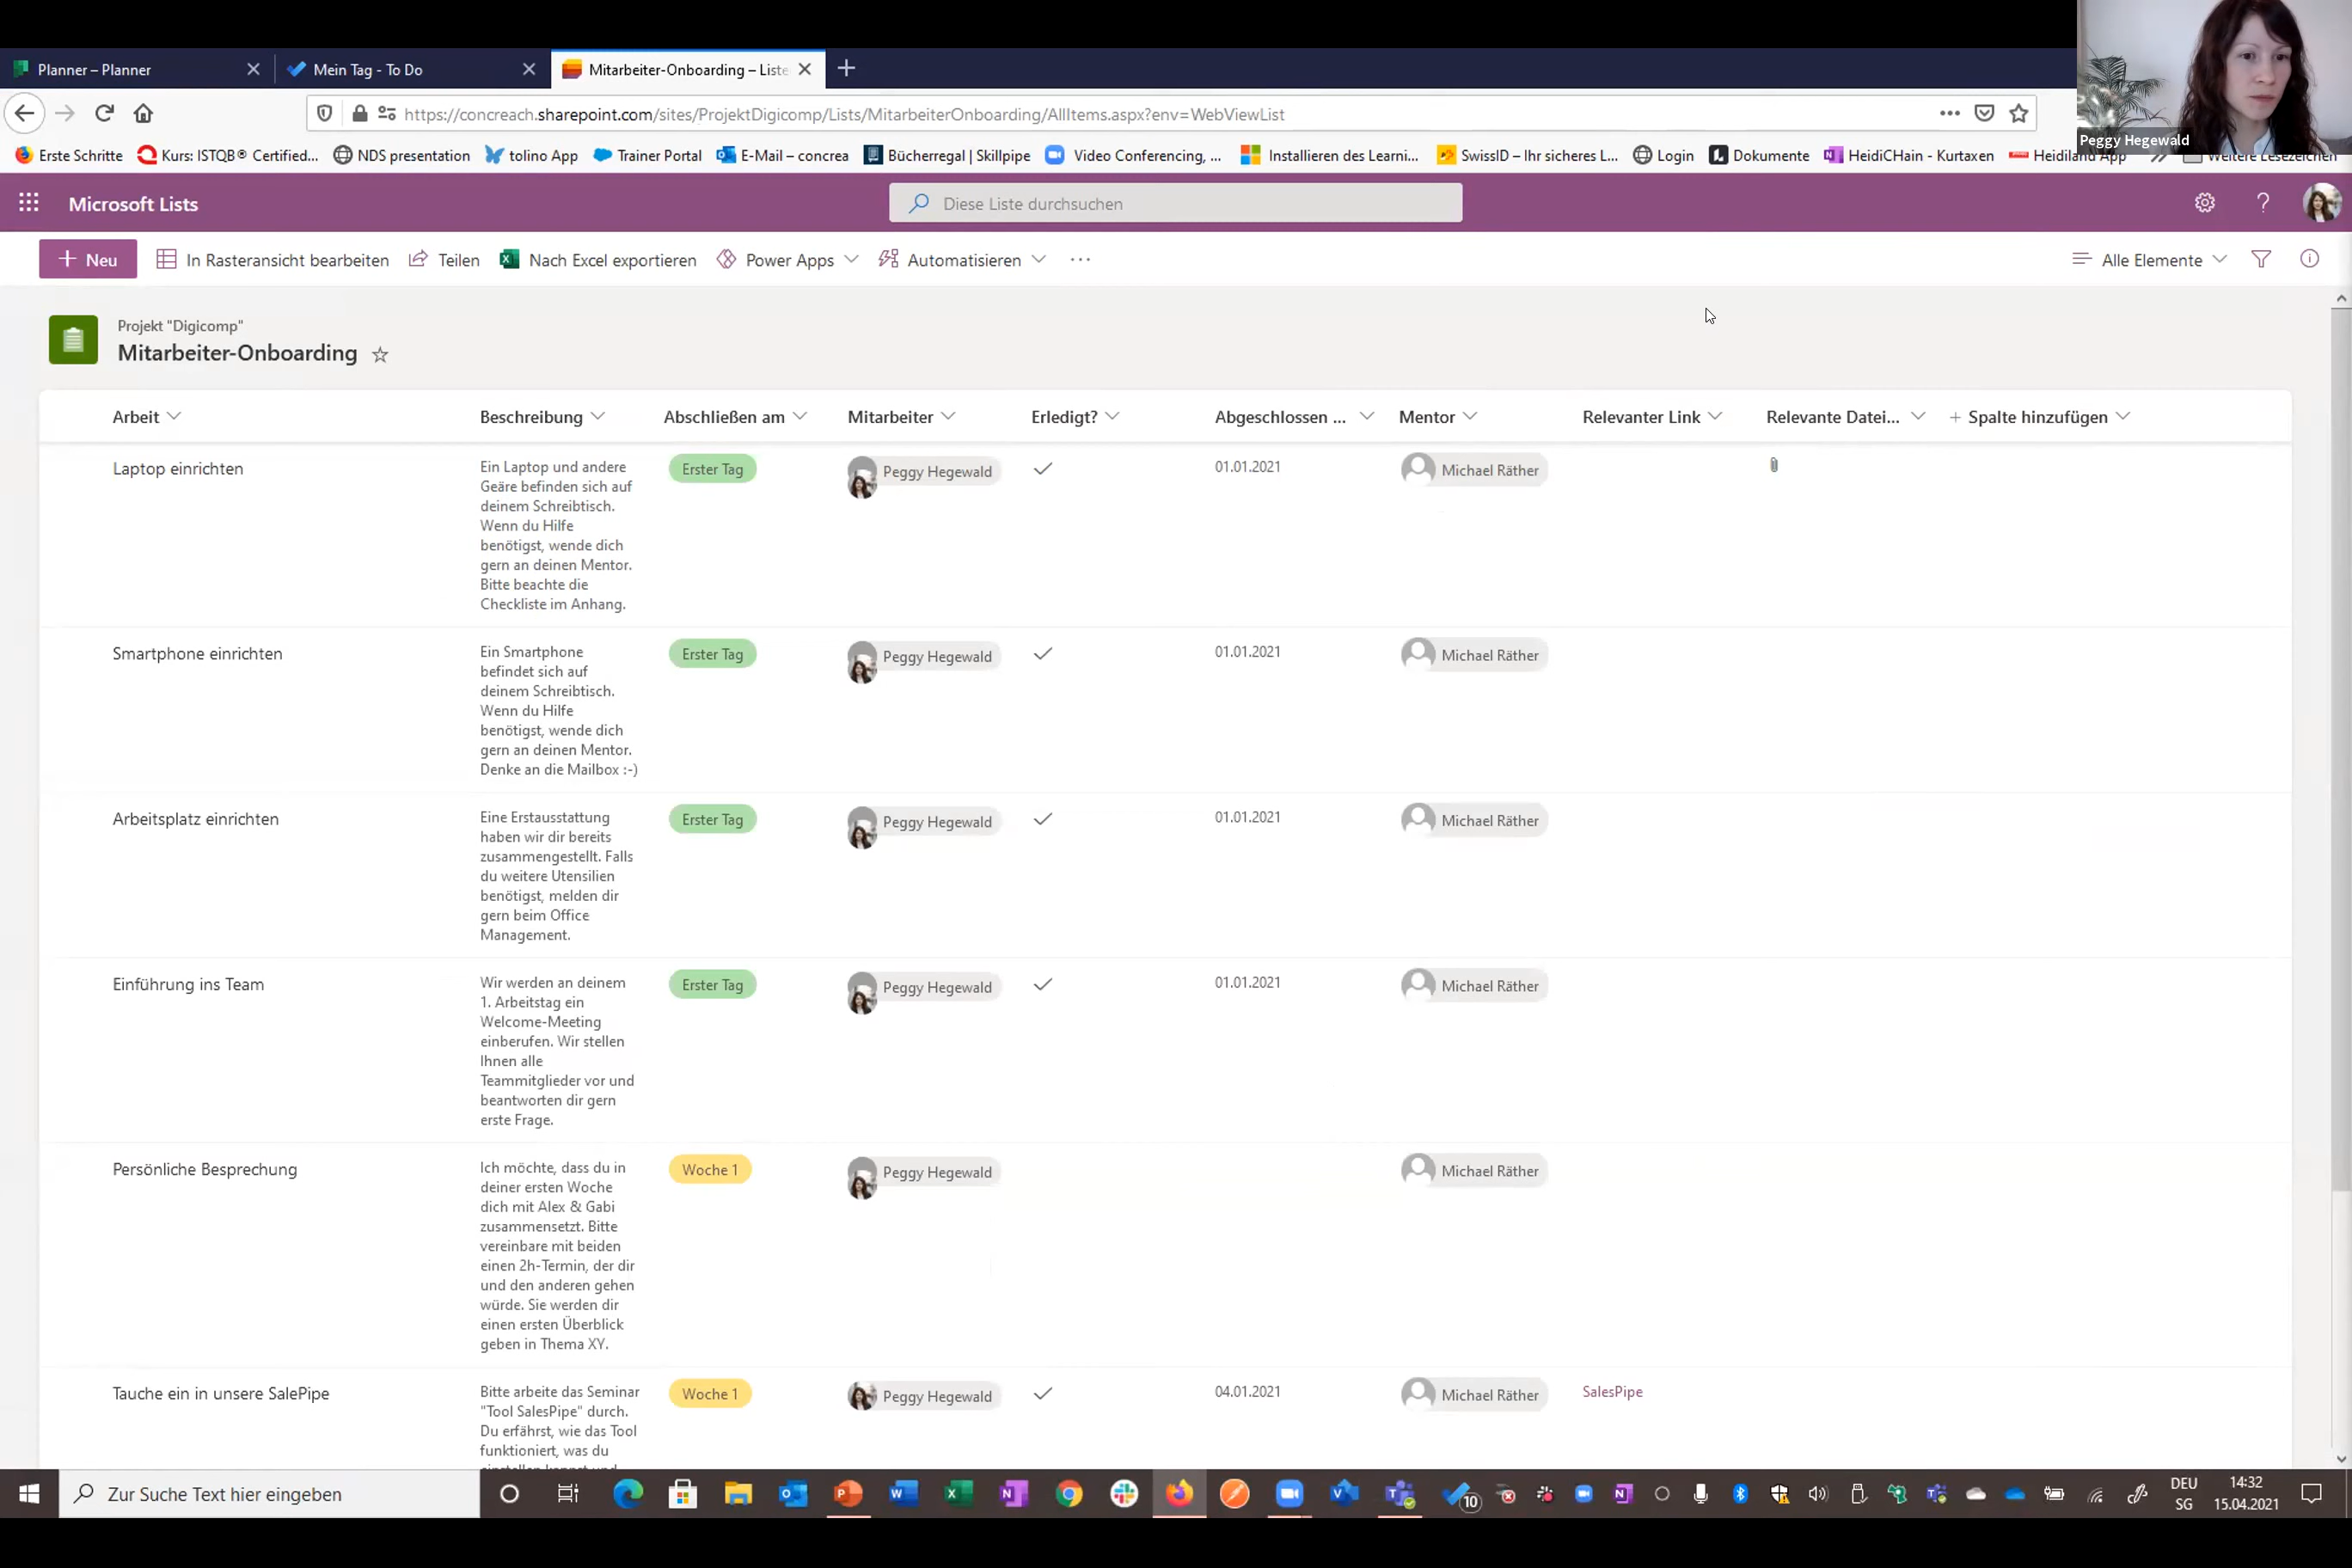 Planner – Planner
Mein Tag - To Do
Mitarbeiter-Onboarding – Liste
Peggy Hegewald
https://concreach.sharepoint.com/sites/ProjektDigicomp/Lists/MitarbeiterOnboarding/AllItems.aspx?env=WebViewList
Erste Schritte
Kurs: ISTQB® Certified...
NDS presentation
tolino App
Trainer Portal
E-Mail – concrea
Bücherregal | Skillpipe
Video Conferencing, ...
Installieren des Learni...
SwissID – Ihr sicheres L...
Login
Dokumente
HeidiCHain - Kurtaxen
Heidiland App
Weitere Lesezeichen
Microsoft Lists
Diese Liste durchsuchen
Neu
In Rasteransicht bearbeiten
Teilen
Nach Excel exportieren
Power Apps
Automatisieren
Alle Elemente
Projekt "Digicomp"
Mitarbeiter-Onboarding
Arbeit
Beschreibung
Abschließen am
Mitarbeiter
Erledigt?
Abgeschlossen ...
Mentor
Relevanter Link
Relevante Datei...
+ Spalte hinzufügen
Laptop einrichten
Ein Laptop und andere
Geäre befinden sich auf
deinem Schreibtisch.
Wenn du Hilfe
benötigst, wende dich
gern an deinen Mentor.
Bitte beachte die
Checkliste im Anhang.
Erster Tag
Peggy Hegewald
01.01.2021
Michael Räther
Smartphone einrichten
Ein Smartphone
befindet sich auf
deinem Schreibtisch.
Wenn du Hilfe
benötigst, wende dich
gern an deinen Mentor.
Denke an die Mailbox :-)
Erster Tag
Peggy Hegewald
01.01.2021
Michael Räther
Arbeitsplatz einrichten
Eine Erstausstattung
haben wir dir bereits
zusammengestellt. Falls
du weitere Utensilien
benötigst, melden dir
gern beim Office
Management.
Erster Tag
Peggy Hegewald
01.01.2021
Michael Räther
Einführung ins Team
Wir werden an deinem
1. Arbeitstag ein
Welcome-Meeting
einberufen. Wir stellen
Ihnen alle
Teammitglieder vor und
beantworten dir gern
erste Frage.
Erster Tag
Peggy Hegewald
01.01.2021
Michael Räther
Persönliche Besprechung
Ich möchte, dass du in
deiner ersten Woche
dich mit Alex & Gabi
zusammensetzt. Bitte
vereinbare mit beiden
einen 2h-Termin, der dir
und den anderen gehen
würde. Sie werden dir
einen ersten Überblick
geben in Thema XY.
Woche 1
Peggy Hegewald
Michael Räther
Tauche ein in unsere SalePipe
Bitte arbeite das Seminar
"Tool SalesPipe" durch.
Du erfährst, wie das Tool
funktioniert, was du
Woche 1
Peggy Hegewald
04.01.2021
Michael Räther
SalesPipe
Zur Suche Text hier eingeben
10
DEU
SG
14:32
15.04.2021